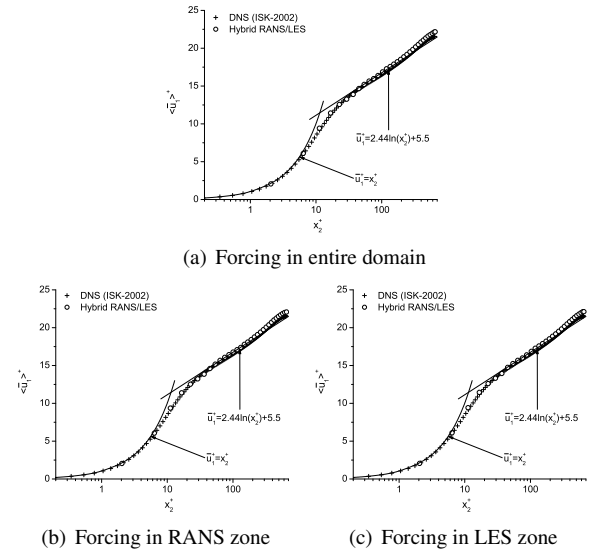 25
20
15
10
5
0
<ū₁>⁺
+ DNS (ISK-2002)
○ Hybrid RANS/LES
ū₁⁺=2.44ln(x₂⁺)+5.5
ū₁⁺=x₂⁺
1 10 100
x₂⁺
(a) Forcing in entire domain
25
20
15
10
5
0
<ū₁>⁺
+ DNS (ISK-2002)
○ Hybrid RANS/LES
ū₁⁺=2.44ln(x₂⁺)+5.5
ū₁⁺=x₂⁺
1 10 100
x₂⁺
(b) Forcing in RANS zone
25
20
15
10
5
0
<ū₁>⁺
+ DNS (ISK-2002)
○ Hybrid RANS/LES
ū₁⁺=2.44ln(x₂⁺)+5.5
ū₁⁺=x₂⁺
1 10 100
x₂⁺
(c) Forcing in LES zone